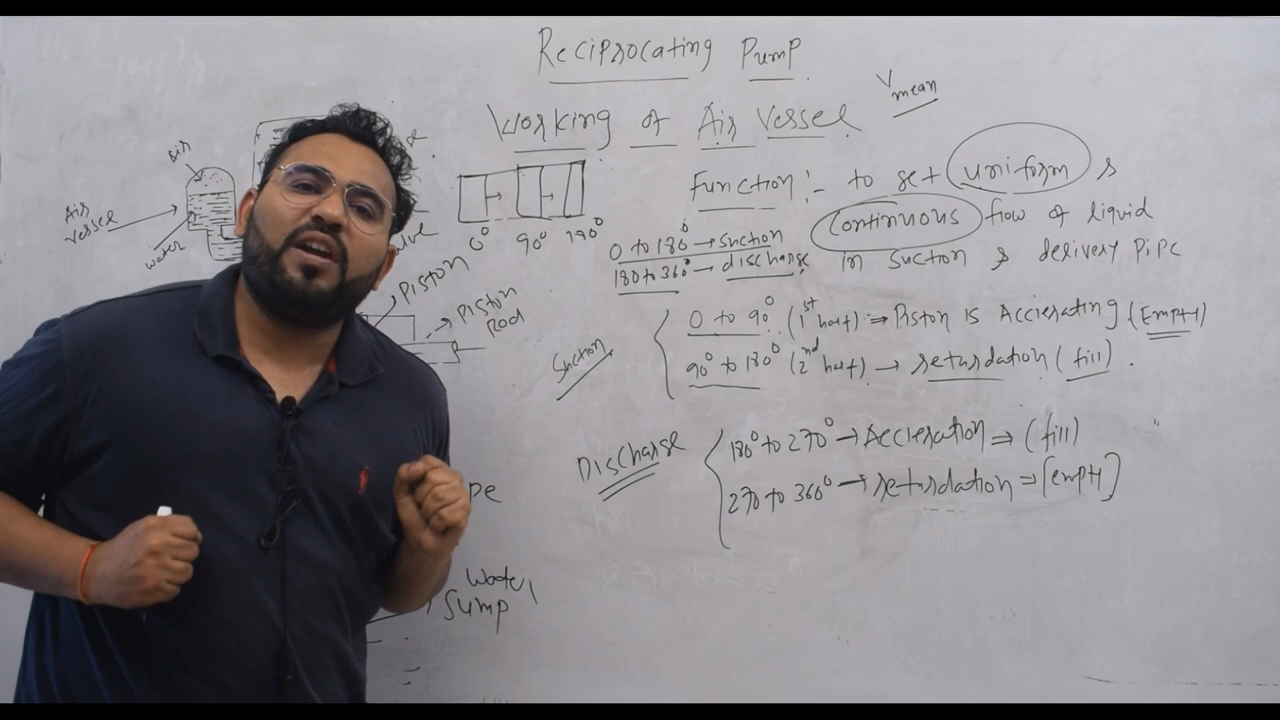 Reciprocating Pump
Working of Air Vessel
Vmean
Function :- to get uniform &
Continuous flow of liquid
in suction & delivery Pipe
Air
Air
Vessel
water
0° 90° 180°
0 to 180° → Suction
180 to 360° → discharge
Piston
Piston
Rod
Suction
0 to 90° (1st half) ⇒ Piston is Acclerating (Empty)
90° to 180° (2nd half) → retardation (fill).
Discharge
180° to 270° → Accleration ⇒ (fill)
270 to 360° → retardation ⇒ [empty]
Water
Sump